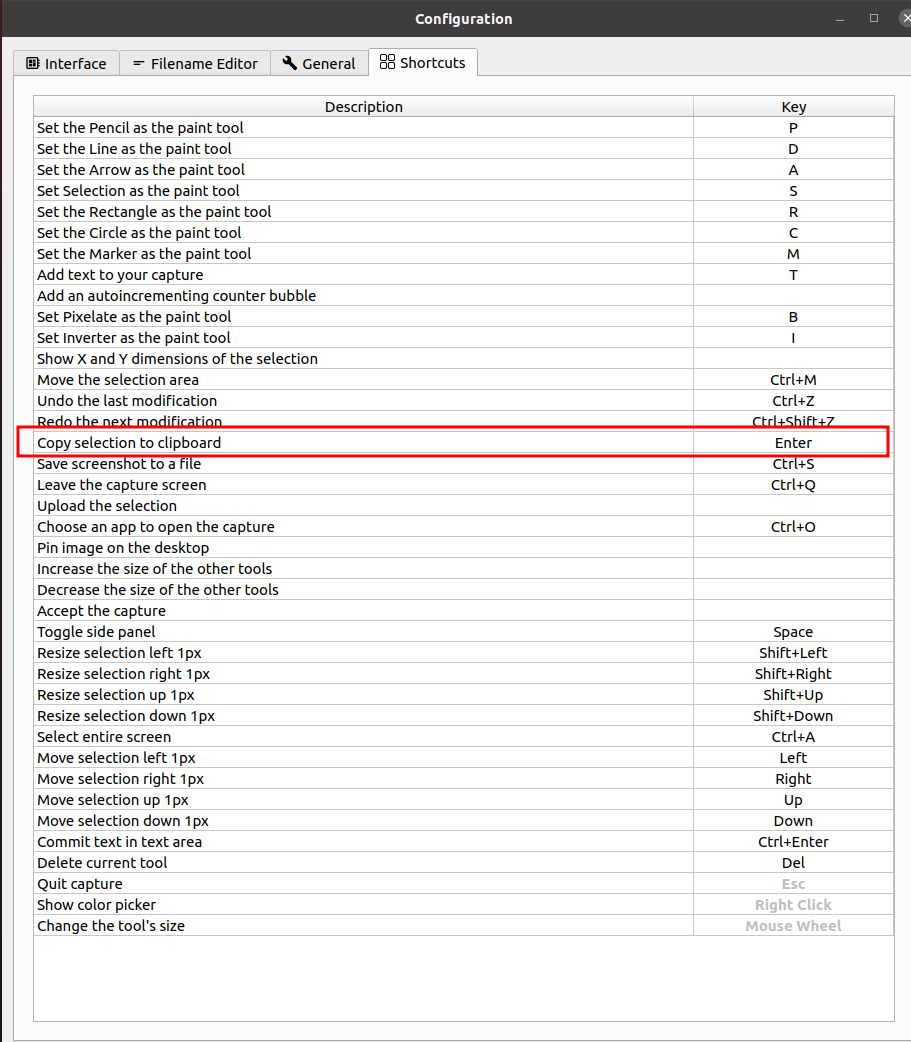 Configuration
Interface Filename Editor General Shortcuts
Description Key
Set the Pencil as the paint tool P
Set the Line as the paint tool D
Set the Arrow as the paint tool A
Set Selection as the paint tool S
Set the Rectangle as the paint tool R
Set the Circle as the paint tool C
Set the Marker as the paint tool M
Add text to your capture T
Add an autoincrementing counter bubble
Set Pixelate as the paint tool B
Set Inverter as the paint tool I
Show X and Y dimensions of the selection
Move the selection area Ctrl+M
Undo the last modification Ctrl+Z
Redo the next modification Ctrl+Shift+Z
Copy selection to clipboard Enter
Save screenshot to a file Ctrl+S
Leave the capture screen Ctrl+Q
Upload the selection
Choose an app to open the capture Ctrl+O
Pin image on the desktop
Increase the size of the other tools
Decrease the size of the other tools
Accept the capture
Toggle side panel Space
Resize selection left 1px Shift+Left
Resize selection right 1px Shift+Right
Resize selection up 1px Shift+Up
Resize selection down 1px Shift+Down
Select entire screen Ctrl+A
Move selection left 1px Left
Move selection right 1px Right
Move selection up 1px Up
Move selection down 1px Down
Commit text in text area Ctrl+Enter
Delete current tool Del
Quit capture Esc
Show color picker Right Click
Change the tool's size Mouse Wheel